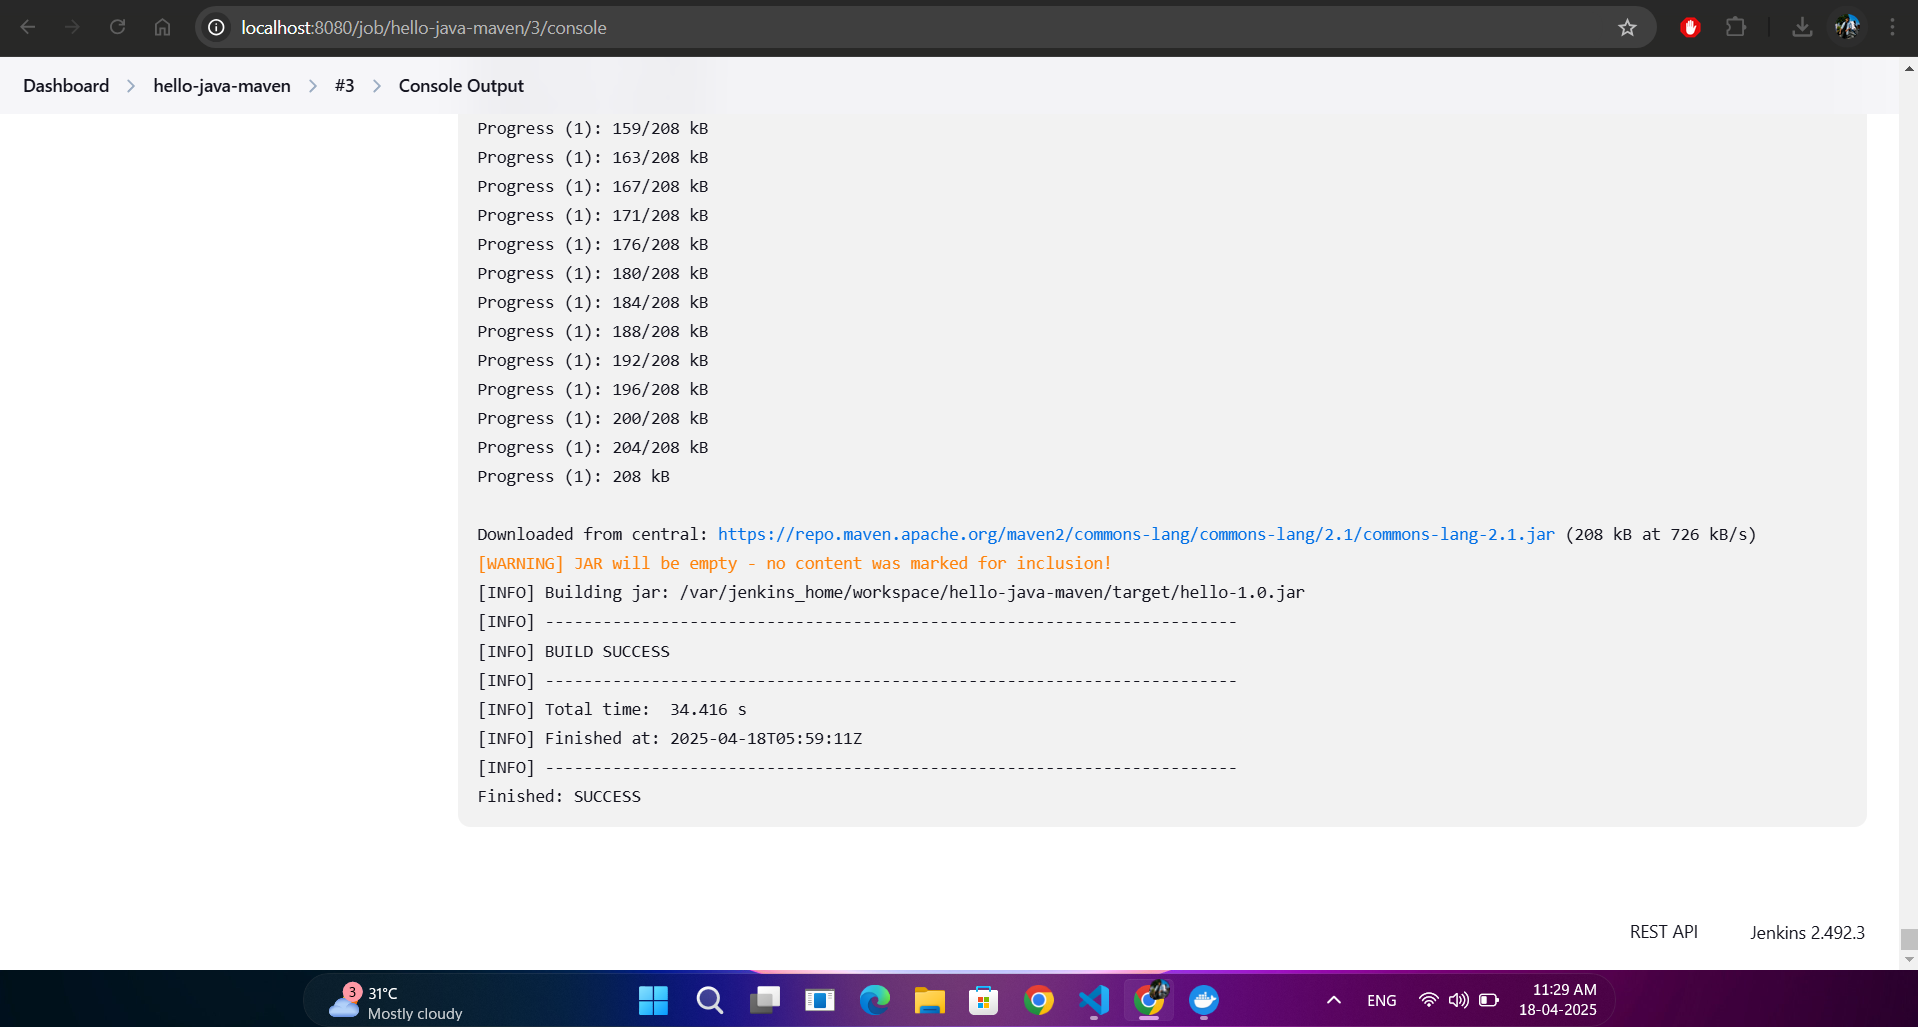 localhost:8080/job/hello-java-maven/3/console
Dashboard > hello-java-maven > #3 > Console Output
Progress (1): 159/208 kB
Progress (1): 163/208 kB
Progress (1): 167/208 kB
Progress (1): 171/208 kB
Progress (1): 176/208 kB
Progress (1): 180/208 kB
Progress (1): 184/208 kB
Progress (1): 188/208 kB
Progress (1): 192/208 kB
Progress (1): 196/208 kB
Progress (1): 200/208 kB
Progress (1): 204/208 kB
Progress (1): 208 kB
Downloaded from central: https://repo.maven.apache.org/maven2/commons-lang/commons-lang/2.1/commons-lang-2.1.jar (208 kB at 726 kB/s)
[WARNING] JAR will be empty - no content was marked for inclusion!
[INFO] Building jar: /var/jenkins_home/workspace/hello-java-maven/target/hello-1.0.jar
[INFO] ------------------------------------------------------------------------
[INFO] BUILD SUCCESS
[INFO] ------------------------------------------------------------------------
[INFO] Total time:  34.416 s
[INFO] Finished at: 2025-04-18T05:59:11Z
[INFO] ------------------------------------------------------------------------
Finished: SUCCESS
REST API Jenkins 2.492.3
3
31°C
Mostly cloudy
ENG
11:29 AM
18-04-2025